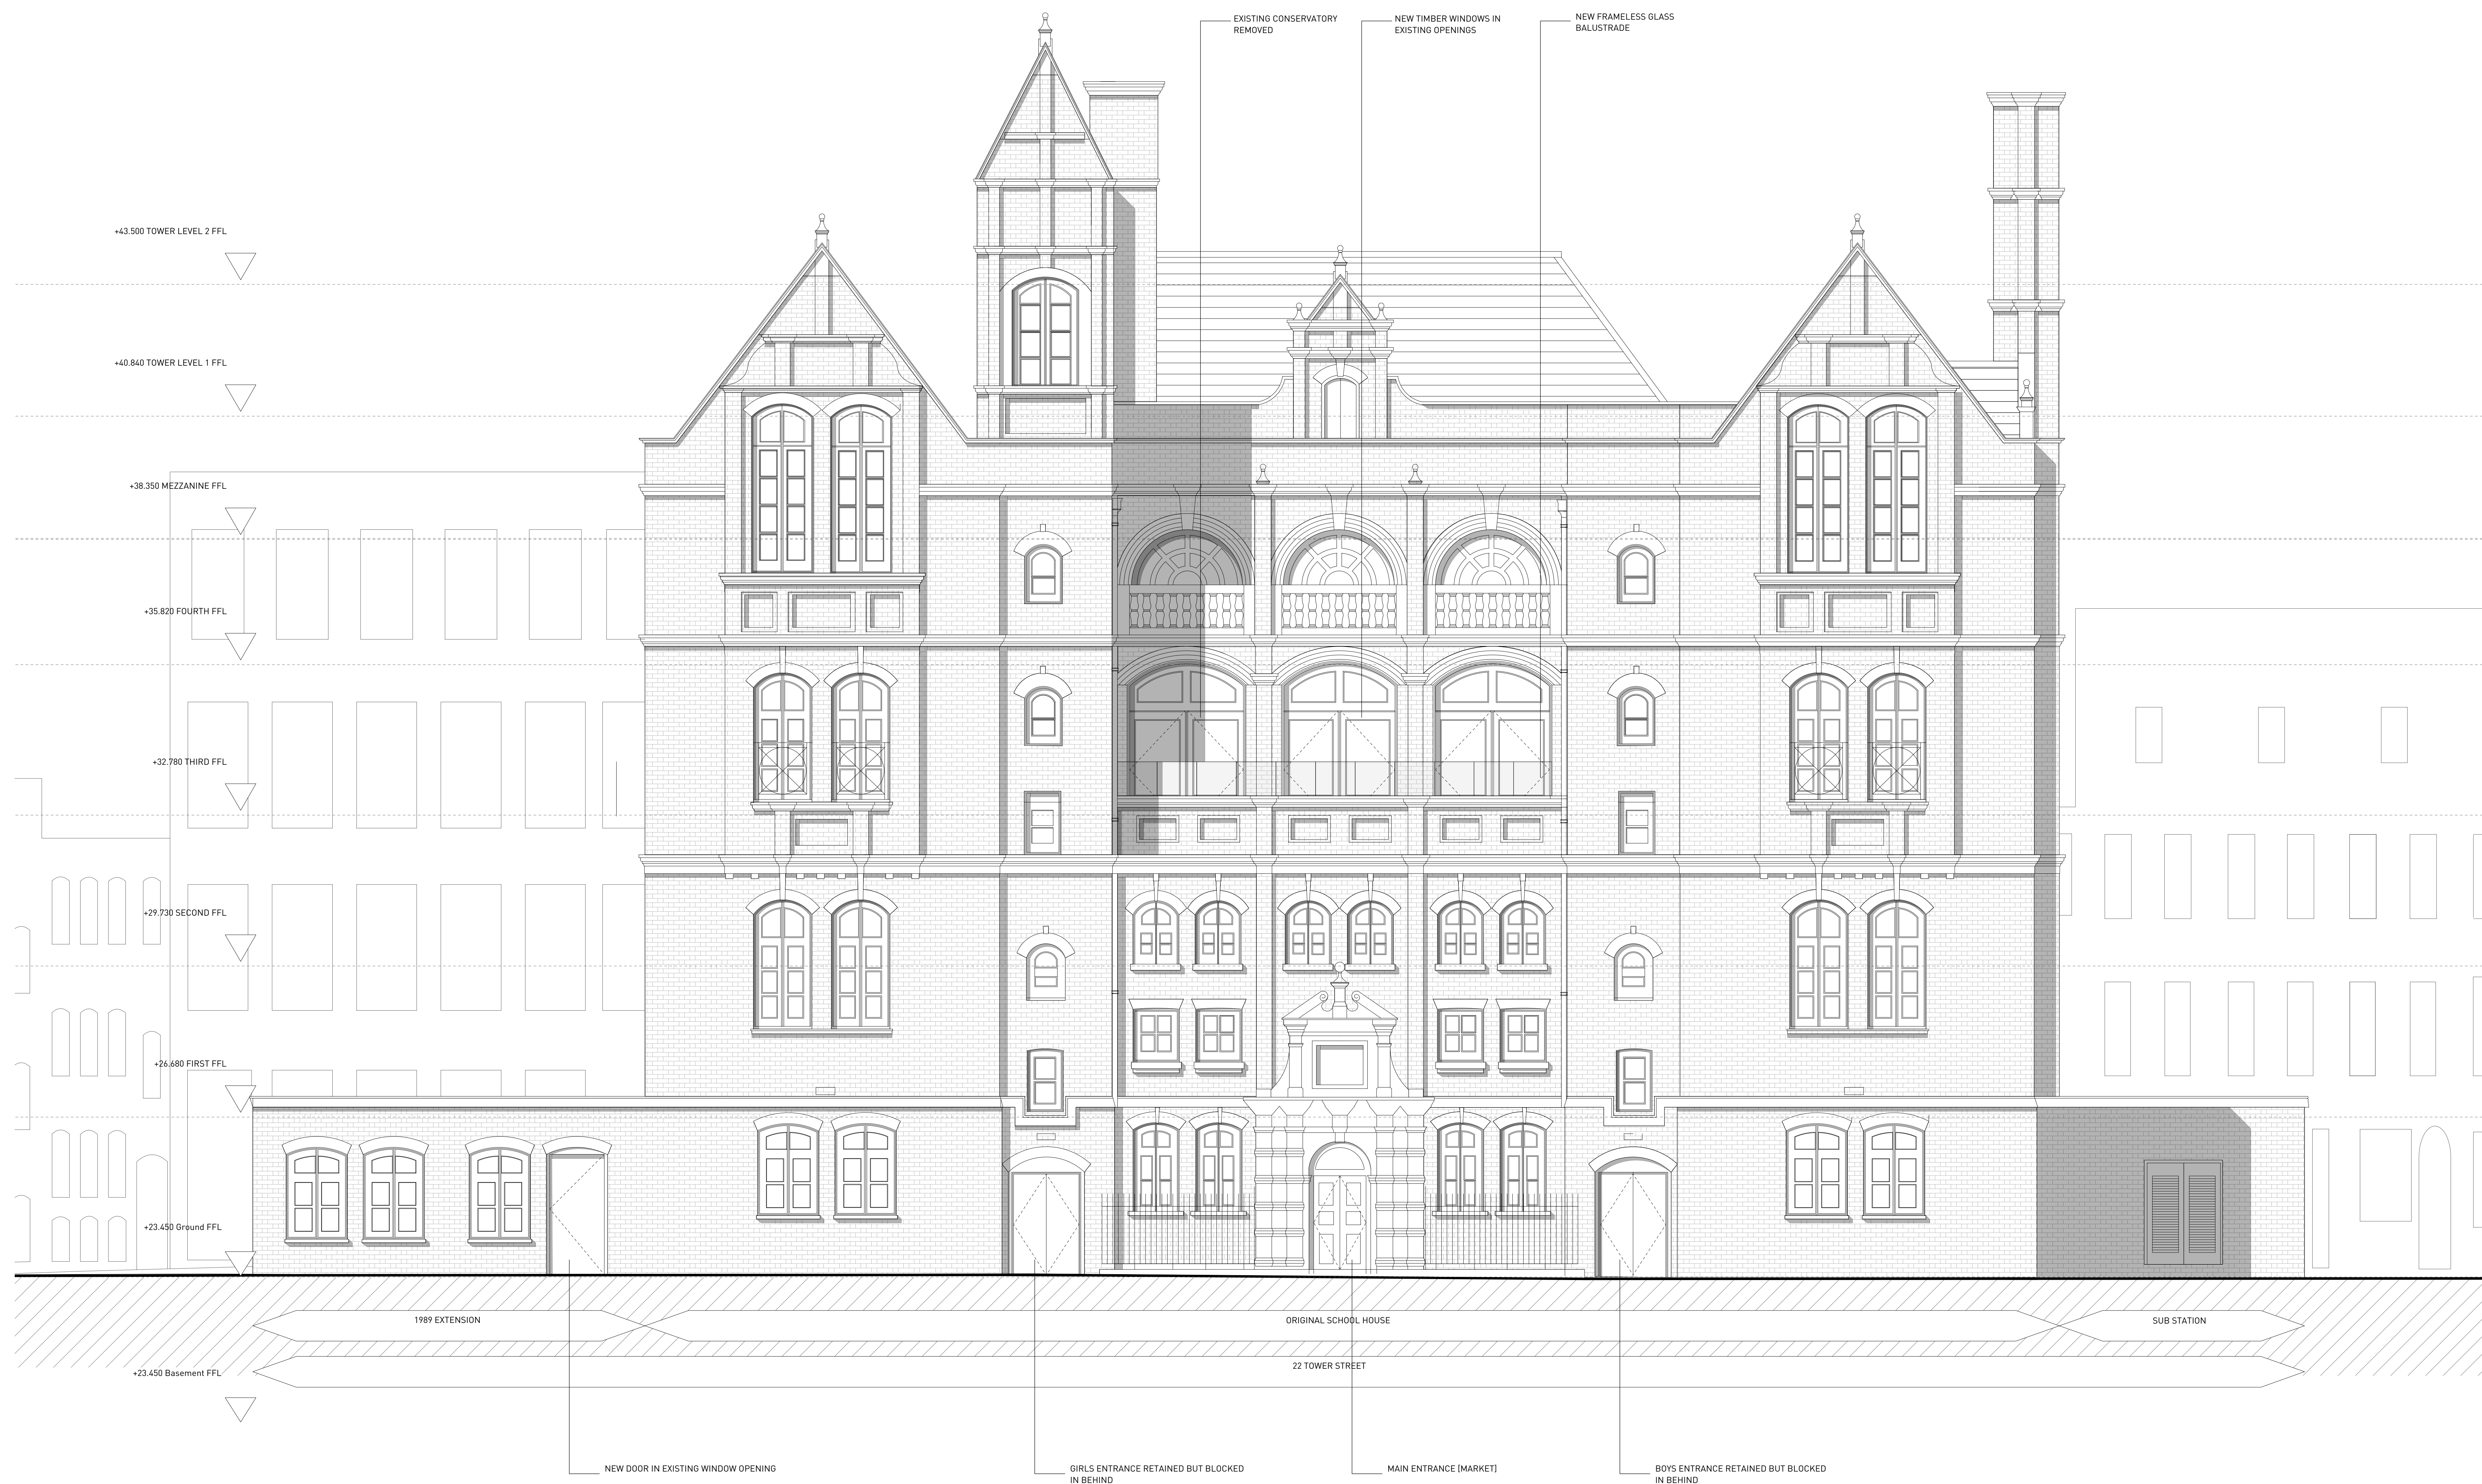 EXISTING CONSERVATORY
REMOVED
NEW TIMBER WINDOWS IN
EXISTING OPENINGS
NEW FRAMELESS GLASS
BALUSTRADE
+43.500 TOWER LEVEL 2 FFL
+40.840 TOWER LEVEL 1 FFL
+38.350 MEZZANINE FFL
+35.820 FOURTH FFL
+32.780 THIRD FFL
+29.730 SECOND FFL
+26.680 FIRST FFL
+23.450 Ground FFL
1989 EXTENSION
ORIGINAL SCHOOL HOUSE
SUB STATION
22 TOWER STREET
+23.450 Basement FFL
NEW DOOR IN EXISTING WINDOW OPENING
GIRLS ENTRANCE RETAINED BUT BLOCKED
IN BEHIND
MAIN ENTRANCE (MARKET)
BOYS ENTRANCE RETAINED BUT BLOCKED
IN BEHIND